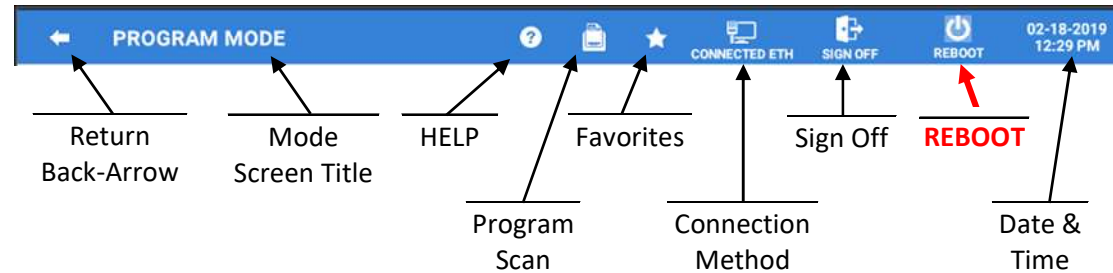 PROGRAM MODE
?
CONNECTED ETH
SIGN OFF
REBOOT
02-18-2019
12:29 PM
Return
Back-Arrow
Mode
Screen Title
HELP
Favorites
Sign Off
REBOOT
Program
Scan
Connection
Method
Date &
Time